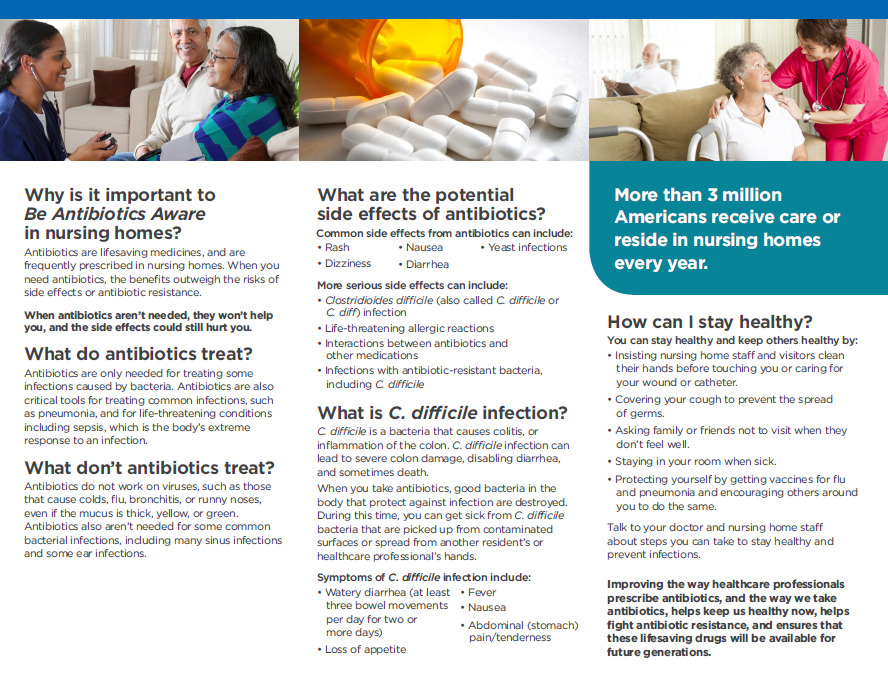 Why is it important to
Be Antibiotics Aware
in nursing homes?
Antibiotics are lifesaving medicines, and are
frequently prescribed in nursing homes. When you
need antibiotics, the benefits outweigh the risks of
side effects or antibiotic resistance.
When antibiotics aren't needed, they won't help
you, and the side effects could still hurt you.
What do antibiotics treat?
Antibiotics are only needed for treating some
infections caused by bacteria. Antibiotics are also
critical tools for treating common infections, such
as pneumonia, and for life-threatening conditions
including sepsis, which is the body's extreme
response to an infection.
What don't antibiotics treat?
Antibiotics do not work on viruses, such as those
that cause colds, flu, bronchitis, or runny noses,
even if the mucus is thick, yellow, or green.
Antibiotics also aren't needed for some common
bacterial infections, including many sinus infections
and some ear infections.
What are the potential
side effects of antibiotics?
Common side effects from antibiotics can include:
• Rash • Nausea • Yeast infections
• Dizziness • Diarrhea
More serious side effects can include:
• Clostridioides difficile (also called C. difficile or
C. diff) infection
• Life-threatening allergic reactions
• Interactions between antibiotics and
other medications
• Infections with antibiotic-resistant bacteria,
including C. difficile
What is C. difficile infection?
C. difficile is a bacteria that causes colitis, or
inflammation of the colon. C. difficile infection can
lead to severe colon damage, disabling diarrhea,
and sometimes death.
When you take antibiotics, good bacteria in the
body that protect against infection are destroyed.
During this time, you can get sick from C. difficile
bacteria that are picked up from contaminated
surfaces or spread from another resident's or
healthcare professional's hands.
Symptoms of C. difficile infection include:
• Watery diarrhea (at least
three bowel movements
per day for two or
more days)
• Loss of appetite
• Fever
• Nausea
• Abdominal (stomach)
pain/tenderness
More than 3 million
Americans receive care or
reside in nursing homes
every year.
How can I stay healthy?
You can stay healthy and keep others healthy by:
• Insisting nursing home staff and visitors clean
their hands before touching you or caring for
your wound or catheter.
• Covering your cough to prevent the spread
of germs.
• Asking family or friends not to visit when they
don't feel well.
• Staying in your room when sick.
• Protecting yourself by getting vaccines for flu
and pneumonia and encouraging others around
you to do the same.
Talk to your doctor and nursing home staff
about steps you can take to stay healthy and
prevent infections.
Improving the way healthcare professionals
prescribe antibiotics, and the way we take
antibiotics, helps keep us healthy now, helps
fight antibiotic resistance, and ensures that
these lifesaving drugs will be available for
future generations.